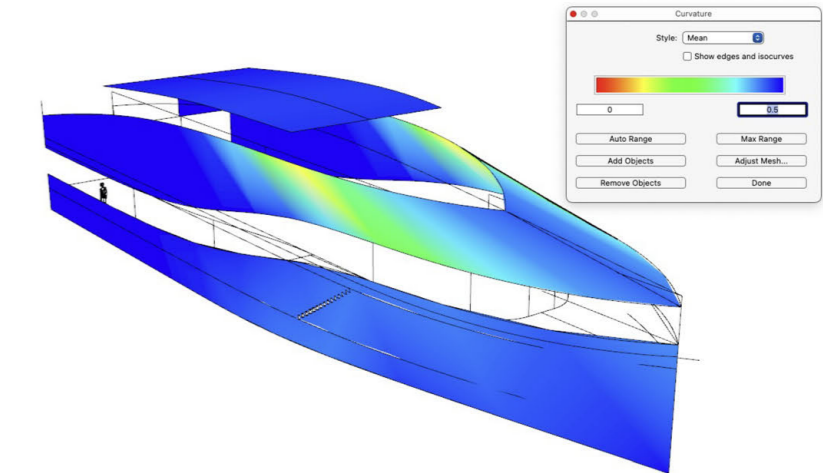 Curvature
Style: Mean
Show edges and isocurves
0 0.5
Auto Range Max Range
Add Objects Adjust Mesh...
Remove Objects Done